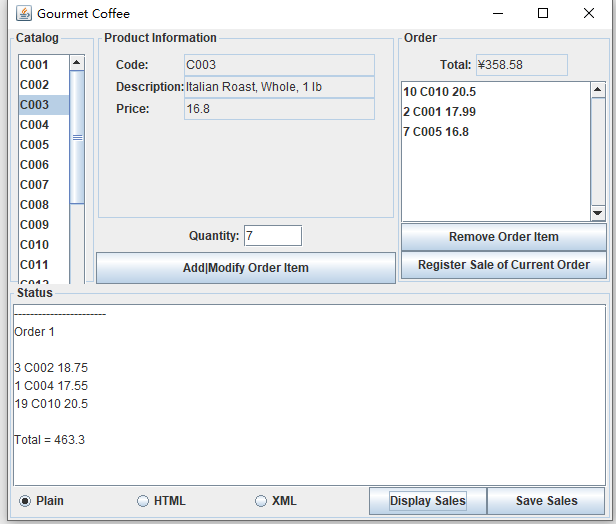 Gourmet Coffee
Catalog
C001
C002
C003
C004
C005
C006
C007
C008
C009
C010
C011
C012
Product Information
Code: C003
Description: Italian Roast, Whole, 1 lb
Price: 16.8
Quantity: 7
Add|Modify Order Item
Order
Total: ¥358.58
10 C010 20.5
2 C001 17.99
7 C005 16.8
Remove Order Item
Register Sale of Current Order
Status
-----------------------
Order 1
3 C002 18.75
1 C004 17.55
19 C010 20.5
Total = 463.3
Plain HTML XML Display Sales Save Sales